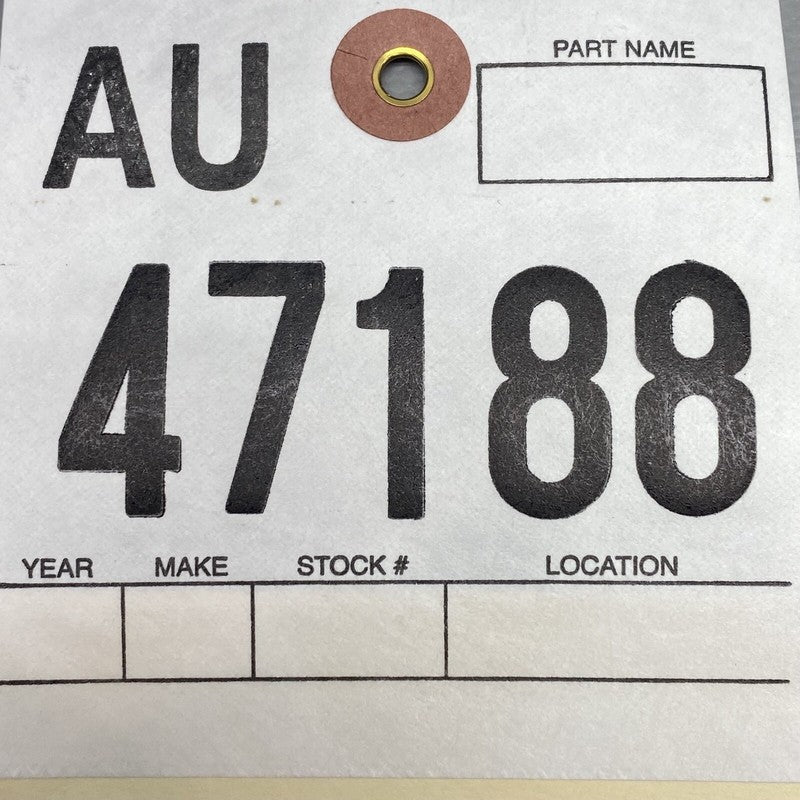 AU
PART NAME
47188
YEAR MAKE STOCK # LOCATION